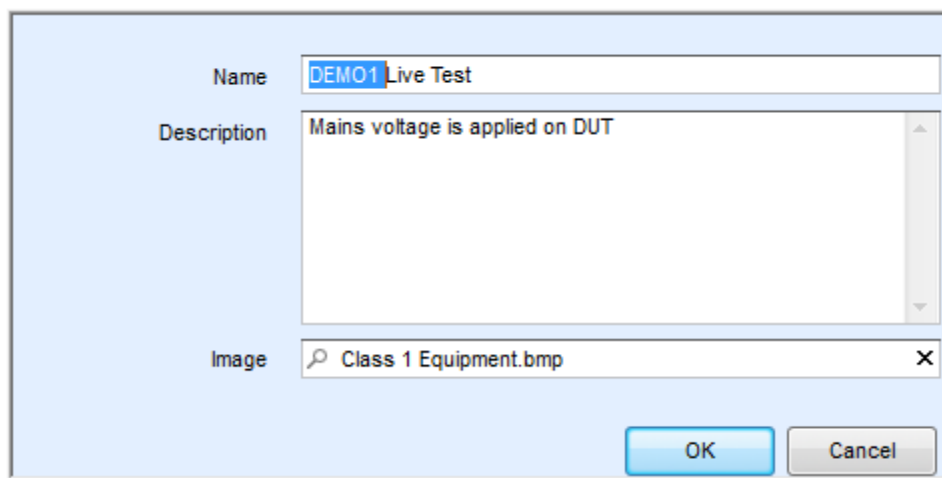 Name DEMO1 Live Test
Description Mains voltage is applied on DUT
Image Class 1 Equipment.bmp
OK Cancel